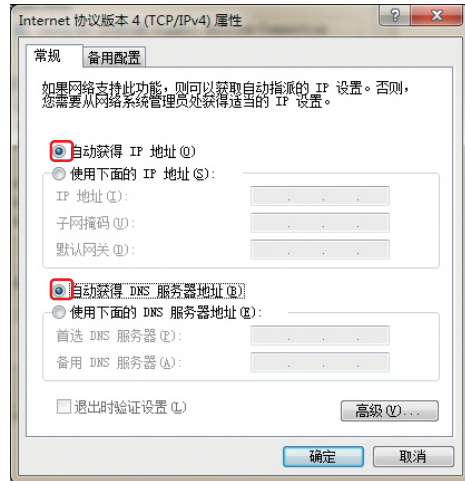 Internet 协议版本 4 (TCP/IPv4) 属性
常规
备用配置
如果网络支持此功能，则可以获取自动指派的 IP 设置。否则，
您需要从网络系统管理员处获得适当的 IP 设置。
自动获得 IP 地址(O)
使用下面的 IP 地址(S):
IP 地址(I):
子网掩码(U):
默认网关(D):
自动获得 DNS 服务器地址(B)
使用下面的 DNS 服务器地址(E):
首选 DNS 服务器(P):
备用 DNS 服务器(A):
退出时验证设置(L)
高级(V)...
确定
取消